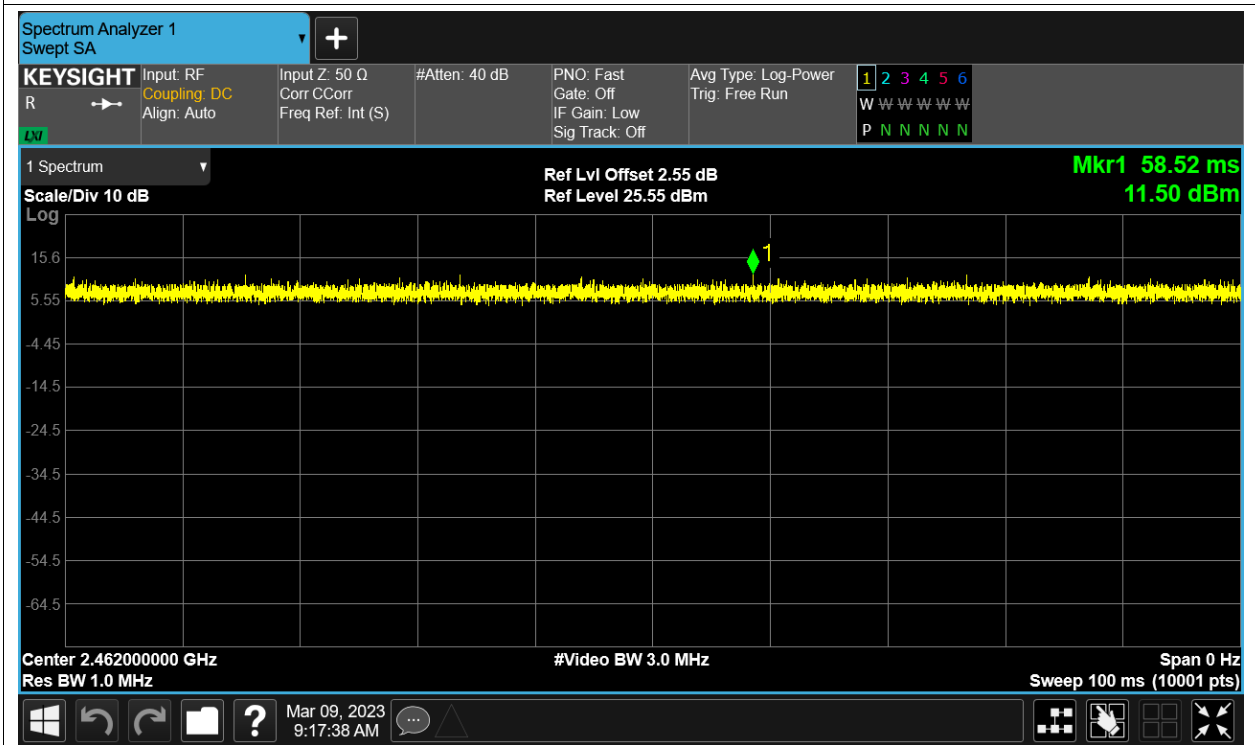 Spectrum Analyzer 1
Swept SA
KEYSIGHT
R
LXI
Input: RF
Coupling: DC
Align: Auto
Input Z: 50 Ω
Corr CCorr
Freq Ref: Int (S)
#Atten: 40 dB
PNO: Fast
Gate: Off
IF Gain: Low
Sig Track: Off
Avg Type: Log-Power
Trig: Free Run
1 2 3 4 5 6
W W W W W W
P N N N N N
1 Spectrum
Scale/Div 10 dB
Log
Ref Lvl Offset 2.55 dB
Ref Level 25.55 dBm
Mkr1 58.52 ms
11.50 dBm
1
15.6
5.55
-4.45
-14.5
-24.5
-34.5
-44.5
-54.5
-64.5
Center 2.462000000 GHz
Res BW 1.0 MHz
#Video BW 3.0 MHz
Span 0 Hz
Sweep 100 ms (10001 pts)
?
Mar 09, 2023
9:17:38 AM